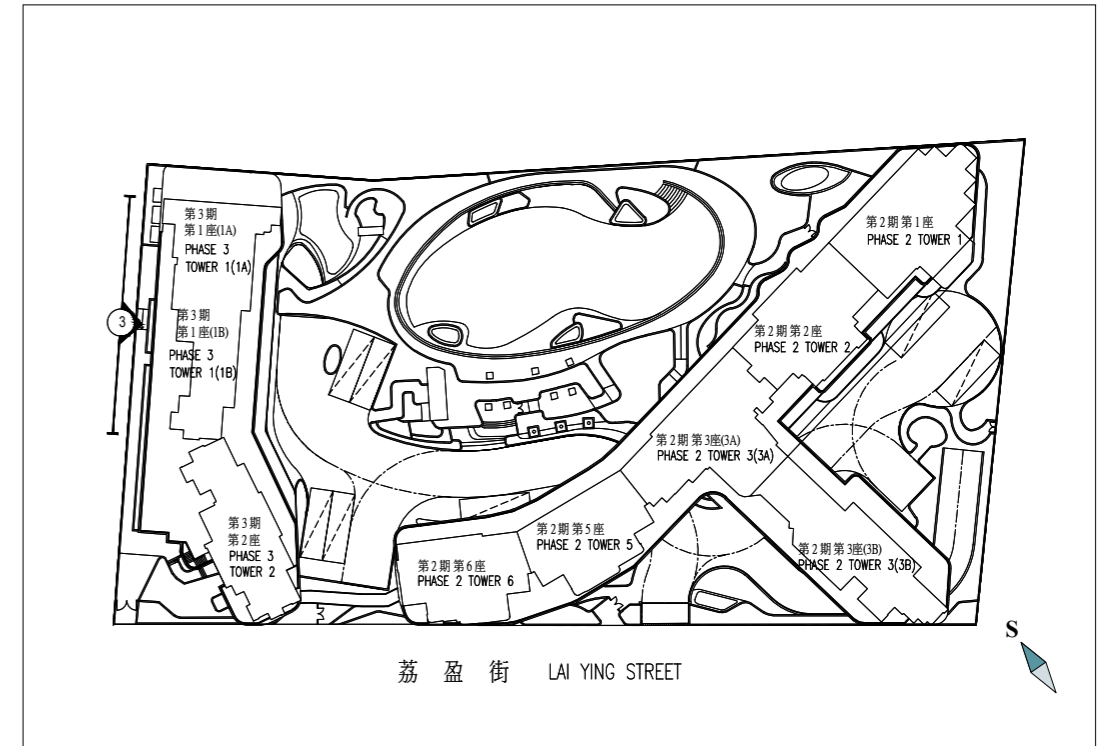 第3期
第1座(1A)
PHASE 3
TOWER 1(1A)
第3期
第1座(1B)
PHASE 3
TOWER 1(1B)
3
第3期
第2座
PHASE 3
TOWER 2
第2期第1座
PHASE 2 TOWER 1
第2期第2座
PHASE 2 TOWER 2
第2期第3座(3A)
PHASE 2 TOWER 3(3A)
第2期第5座
PHASE 2 TOWER 5
第2期第6座
PHASE 2 TOWER 6
第2期第3座(3B)
PHASE 2 TOWER 3(3B)
S
荔盈街 LAI YING STREET